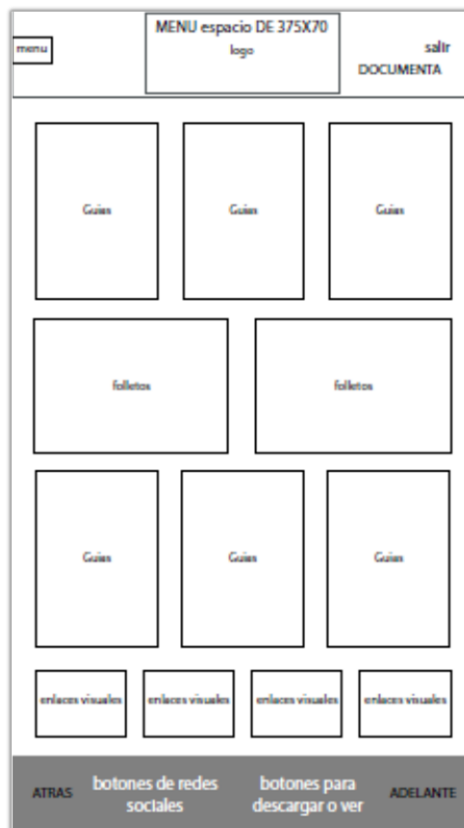 MENU espacio DE 375X70
menu
logo
salir
DOCUMENTA
Guias
Guias
Guias
folletos
folletos
Guias
Guias
Guias
enlaces visuales
enlaces visuales
enlaces visuales
enlaces visuales
ATRAS
botones de redes
sociales
botones para
descargar o ver
ADELANTE